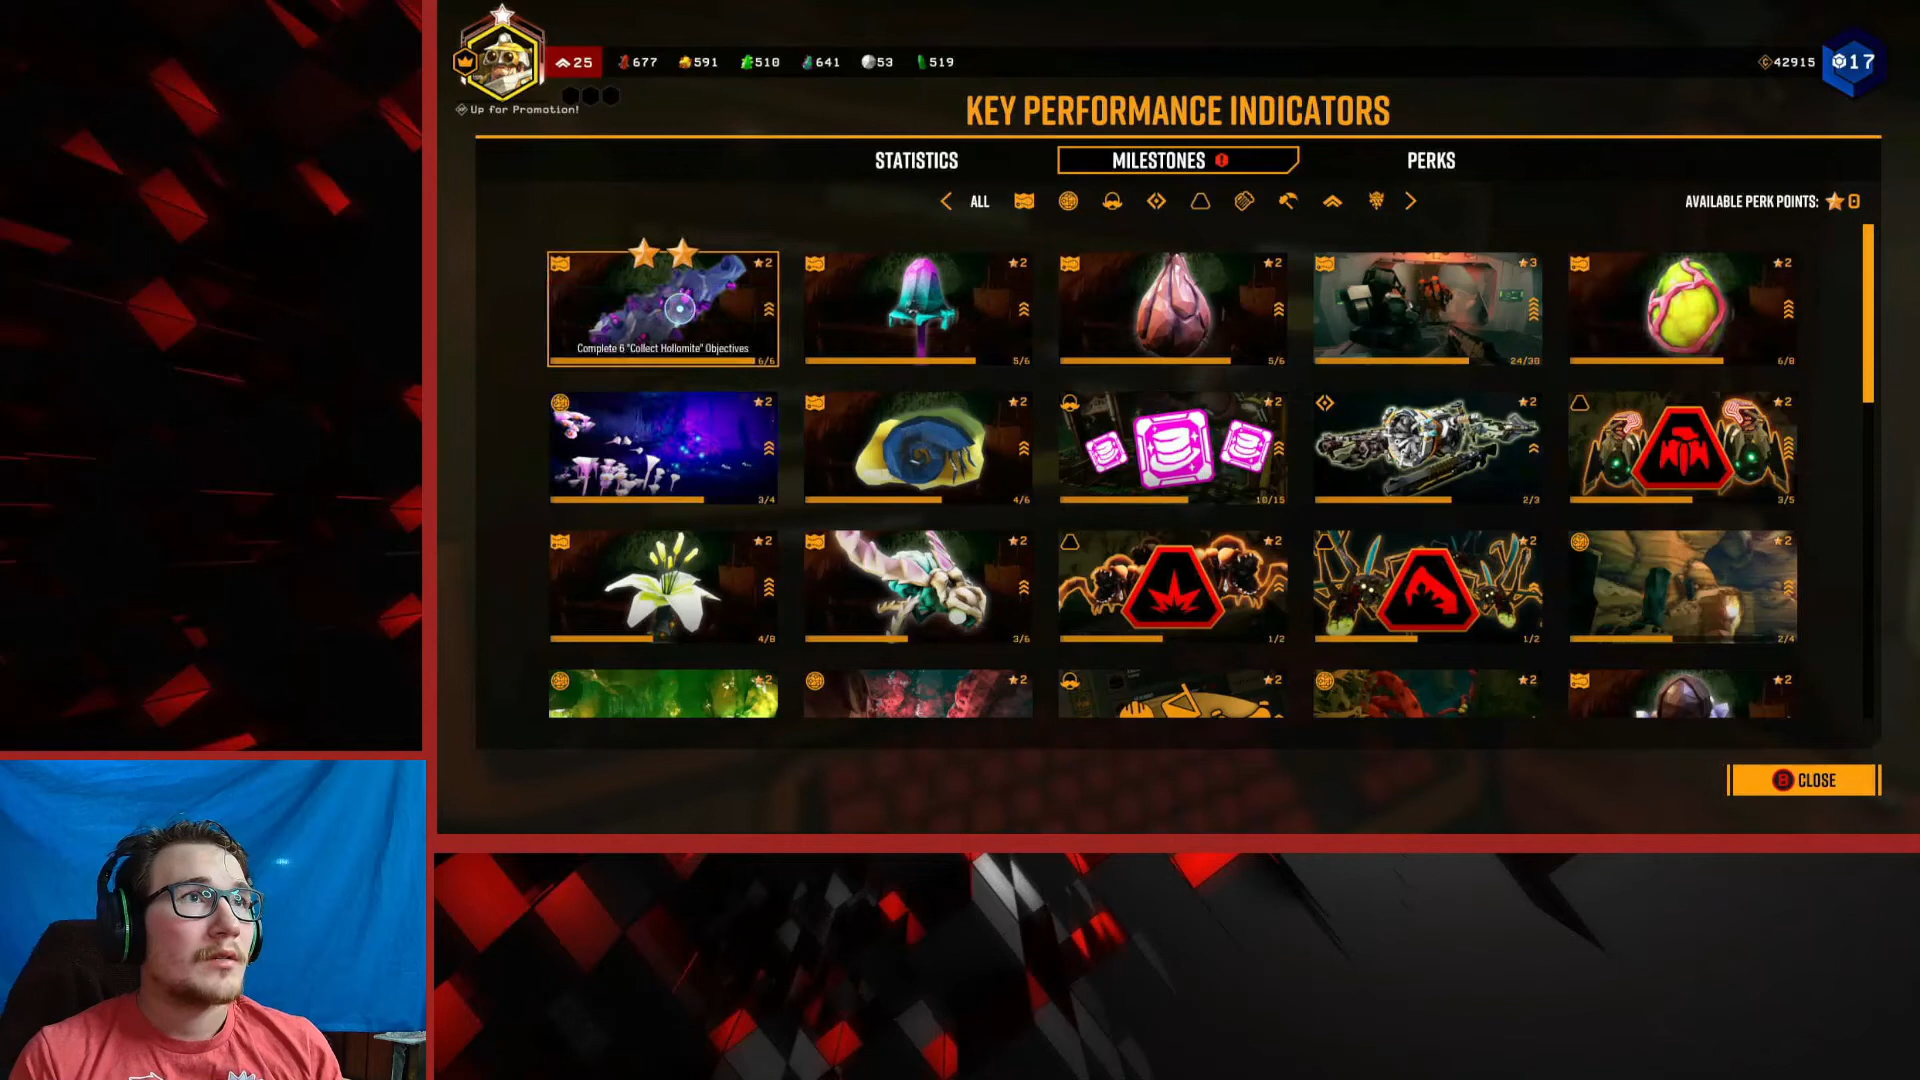 25 677 591 510 641 53 519
42915 17
Up for Promotion!
KEY PERFORMANCE INDICATORS
STATISTICS MILESTONES PERKS
ALL
AVAILABLE PERK POINTS: 0
2 2 2 3 2
Complete 6 "Collect Hollomite" Objectives
6/6 5/6 5/6 24/30 6/8
2 2 2 2 2
3/4 4/6 10/15 2/3 3/5
2 2 2 2 2
4/8 3/6 1/2 1/2 2/4
2 2 2 2 2
B CLOSE